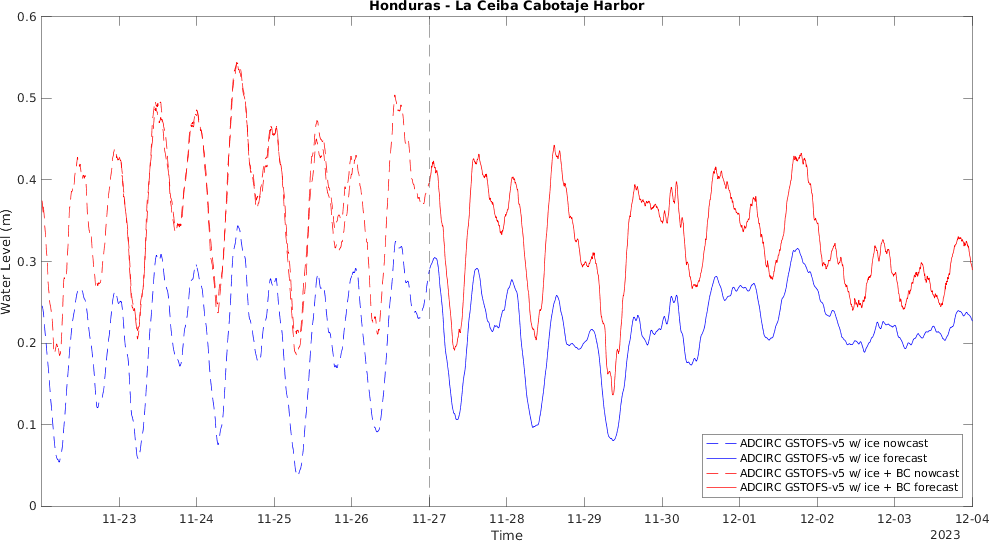 Honduras - La Ceiba Cabotaje Harbor
0.6
0.5
0.4
0.3
0.2
0.1
0
Water Level (m)
ADCIRC GSTOFS-v5 w/ ice nowcast
ADCIRC GSTOFS-v5 w/ ice forecast
ADCIRC GSTOFS-v5 w/ ice + BC nowcast
ADCIRC GSTOFS-v5 w/ ice + BC forecast
11-23 11-24 11-25 11-26 11-27 11-28 11-29 11-30 12-01 12-02 12-03 12-04
Time
2023